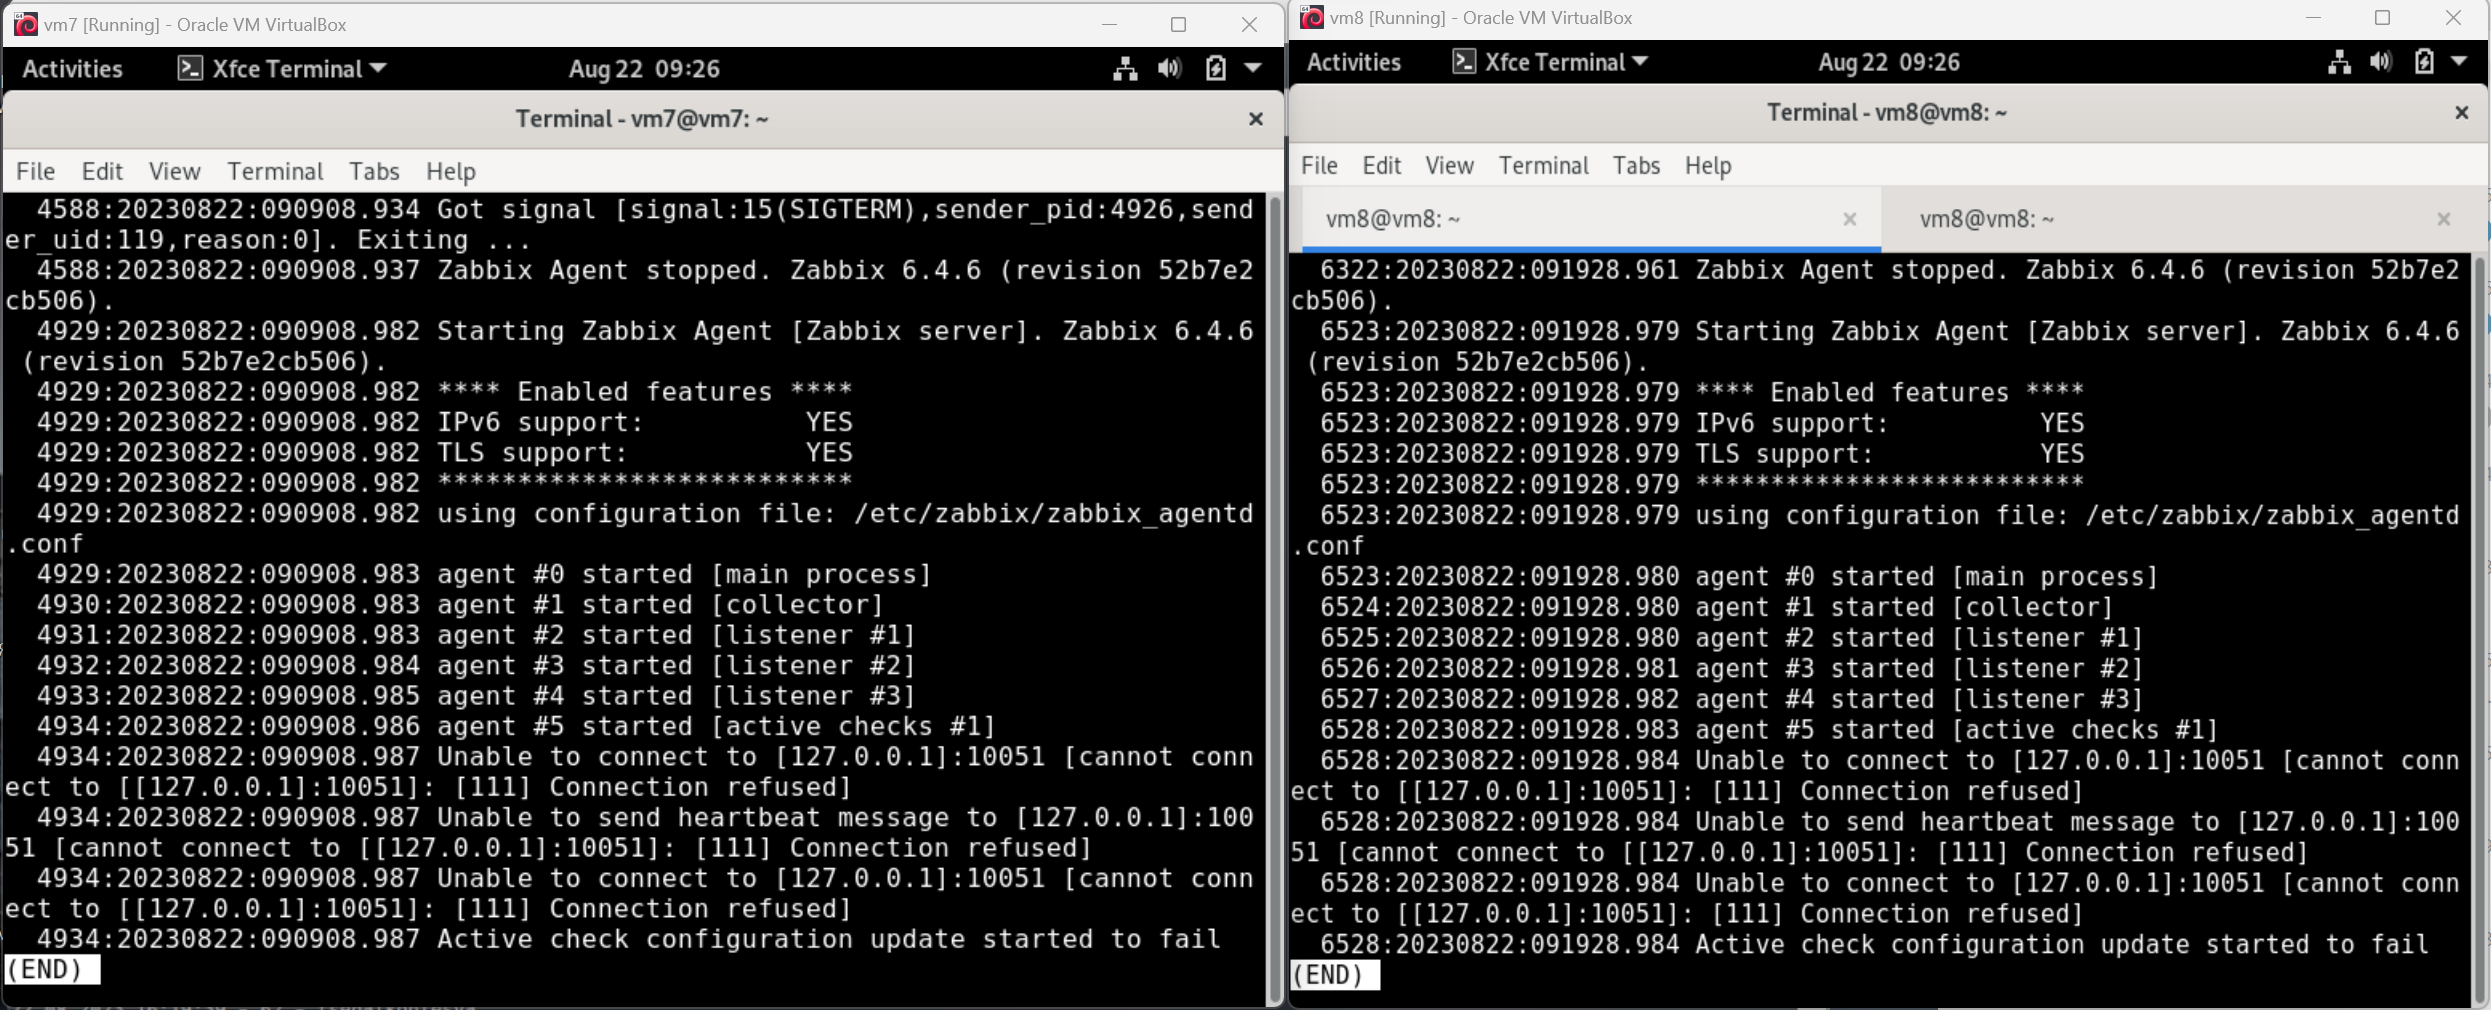 vm7 [Running] - Oracle VM VirtualBox
Activities Xfce Terminal Aug 22 09:26
Terminal - vm7@vm7: ~
File Edit View Terminal Tabs Help
4588:20230822:090908.934 Got signal [signal:15(SIGTERM),sender_pid:4926,send
er_uid:119,reason:0]. Exiting ...
4588:20230822:090908.937 Zabbix Agent stopped. Zabbix 6.4.6 (revision 52b7e2
cb506).
4929:20230822:090908.982 Starting Zabbix Agent [Zabbix server]. Zabbix 6.4.6
(revision 52b7e2cb506).
4929:20230822:090908.982 **** Enabled features ****
4929:20230822:090908.982 IPv6 support: YES
4929:20230822:090908.982 TLS support: YES
4929:20230822:090908.982 **************************
4929:20230822:090908.982 using configuration file: /etc/zabbix/zabbix_agentd
.conf
4929:20230822:090908.983 agent #0 started [main process]
4930:20230822:090908.983 agent #1 started [collector]
4931:20230822:090908.983 agent #2 started [listener #1]
4932:20230822:090908.984 agent #3 started [listener #2]
4933:20230822:090908.985 agent #4 started [listener #3]
4934:20230822:090908.986 agent #5 started [active checks #1]
4934:20230822:090908.987 Unable to connect to [127.0.0.1]:10051 [cannot conn
ect to [[127.0.0.1]:10051]: [111] Connection refused]
4934:20230822:090908.987 Unable to send heartbeat message to [127.0.0.1]:100
51 [cannot connect to [[127.0.0.1]:10051]: [111] Connection refused]
4934:20230822:090908.987 Unable to connect to [127.0.0.1]:10051 [cannot conn
ect to [[127.0.0.1]:10051]: [111] Connection refused]
4934:20230822:090908.987 Active check configuration update started to fail
(END)
vm8 [Running] - Oracle VM VirtualBox
Activities Xfce Terminal Aug 22 09:26
Terminal - vm8@vm8: ~
File Edit View Terminal Tabs Help
vm8@vm8: ~ vm8@vm8: ~
6322:20230822:091928.961 Zabbix Agent stopped. Zabbix 6.4.6 (revision 52b7e2
cb506).
6523:20230822:091928.979 Starting Zabbix Agent [Zabbix server]. Zabbix 6.4.6
(revision 52b7e2cb506).
6523:20230822:091928.979 **** Enabled features ****
6523:20230822:091928.979 IPv6 support: YES
6523:20230822:091928.979 TLS support: YES
6523:20230822:091928.979 **************************
6523:20230822:091928.979 using configuration file: /etc/zabbix/zabbix_agentd
.conf
6523:20230822:091928.980 agent #0 started [main process]
6524:20230822:091928.980 agent #1 started [collector]
6525:20230822:091928.980 agent #2 started [listener #1]
6526:20230822:091928.981 agent #3 started [listener #2]
6527:20230822:091928.982 agent #4 started [listener #3]
6528:20230822:091928.983 agent #5 started [active checks #1]
6528:20230822:091928.984 Unable to connect to [127.0.0.1]:10051 [cannot conn
ect to [[127.0.0.1]:10051]: [111] Connection refused]
6528:20230822:091928.984 Unable to send heartbeat message to [127.0.0.1]:100
51 [cannot connect to [[127.0.0.1]:10051]: [111] Connection refused]
6528:20230822:091928.984 Unable to connect to [127.0.0.1]:10051 [cannot conn
ect to [[127.0.0.1]:10051]: [111] Connection refused]
6528:20230822:091928.984 Active check configuration update started to fail
(END)